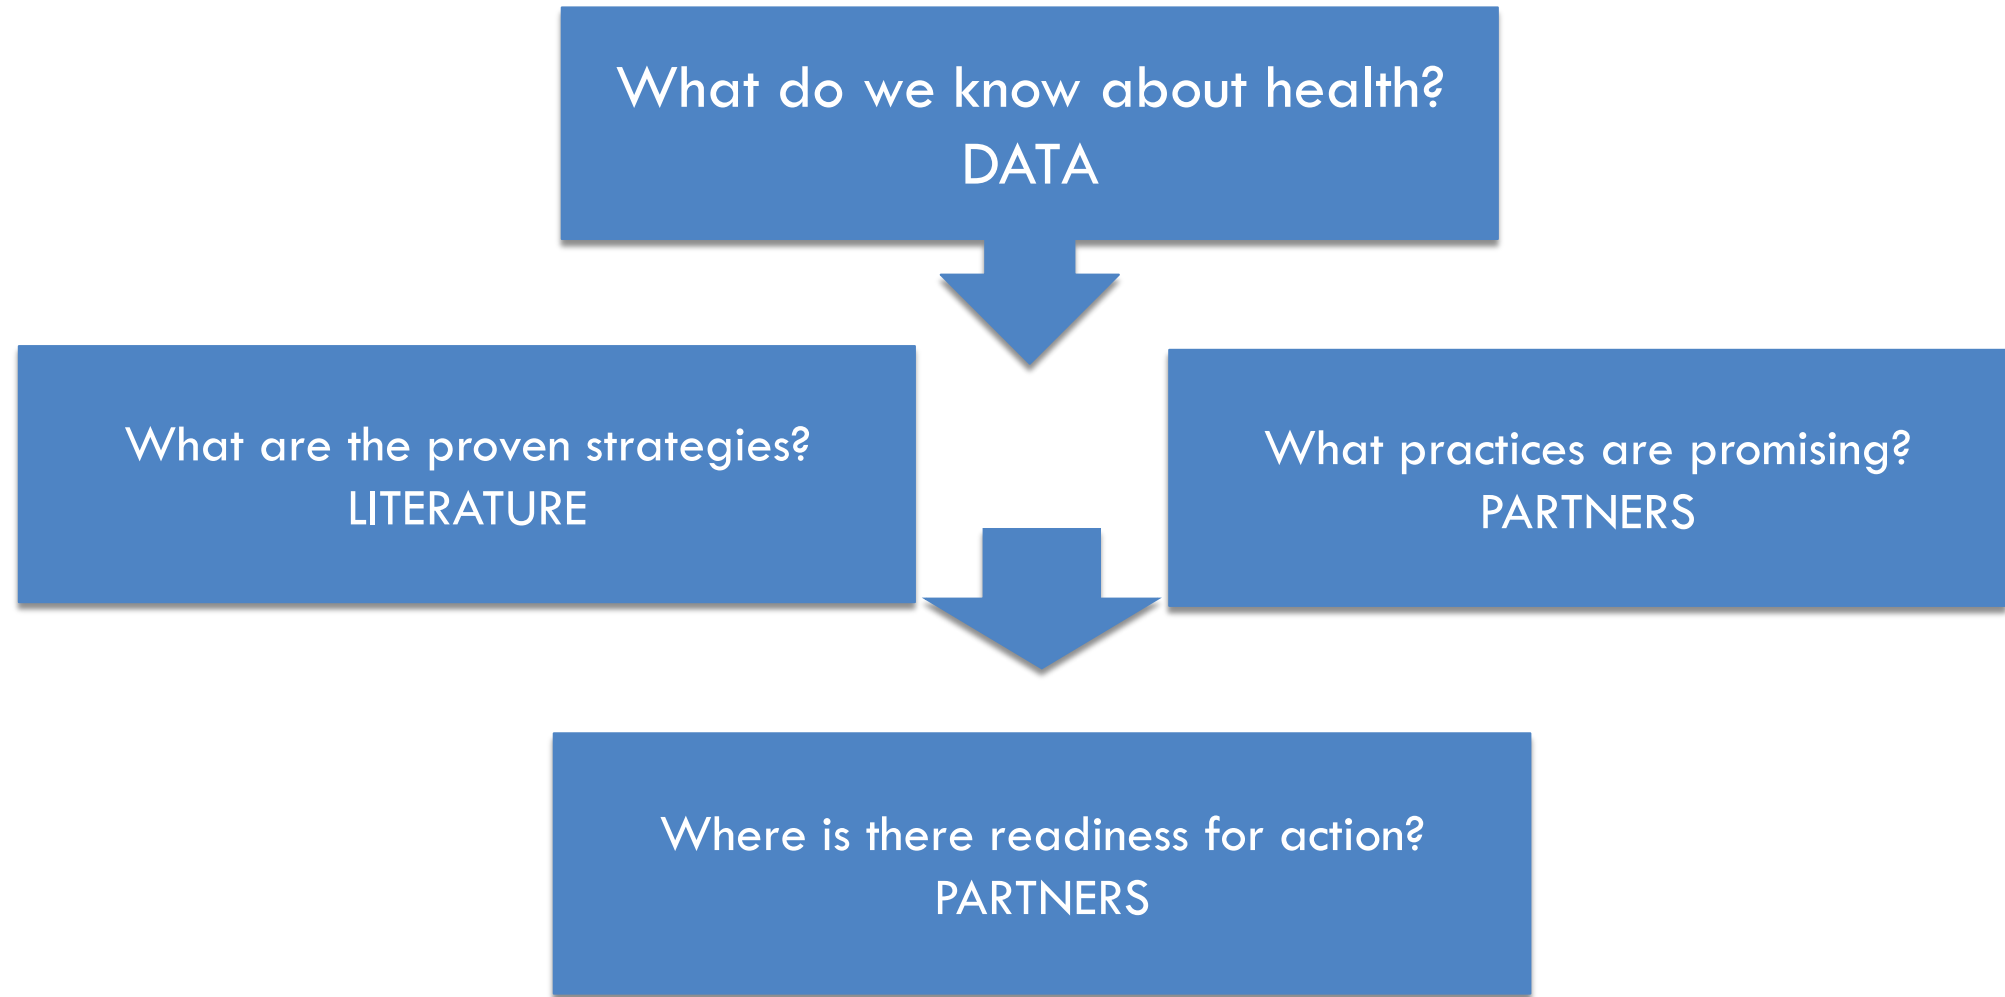 What do we know about health?
DATA
What are the proven strategies?
LITERATURE
What practices are promising?
PARTNERS
Where is there readiness for action?
PARTNERS